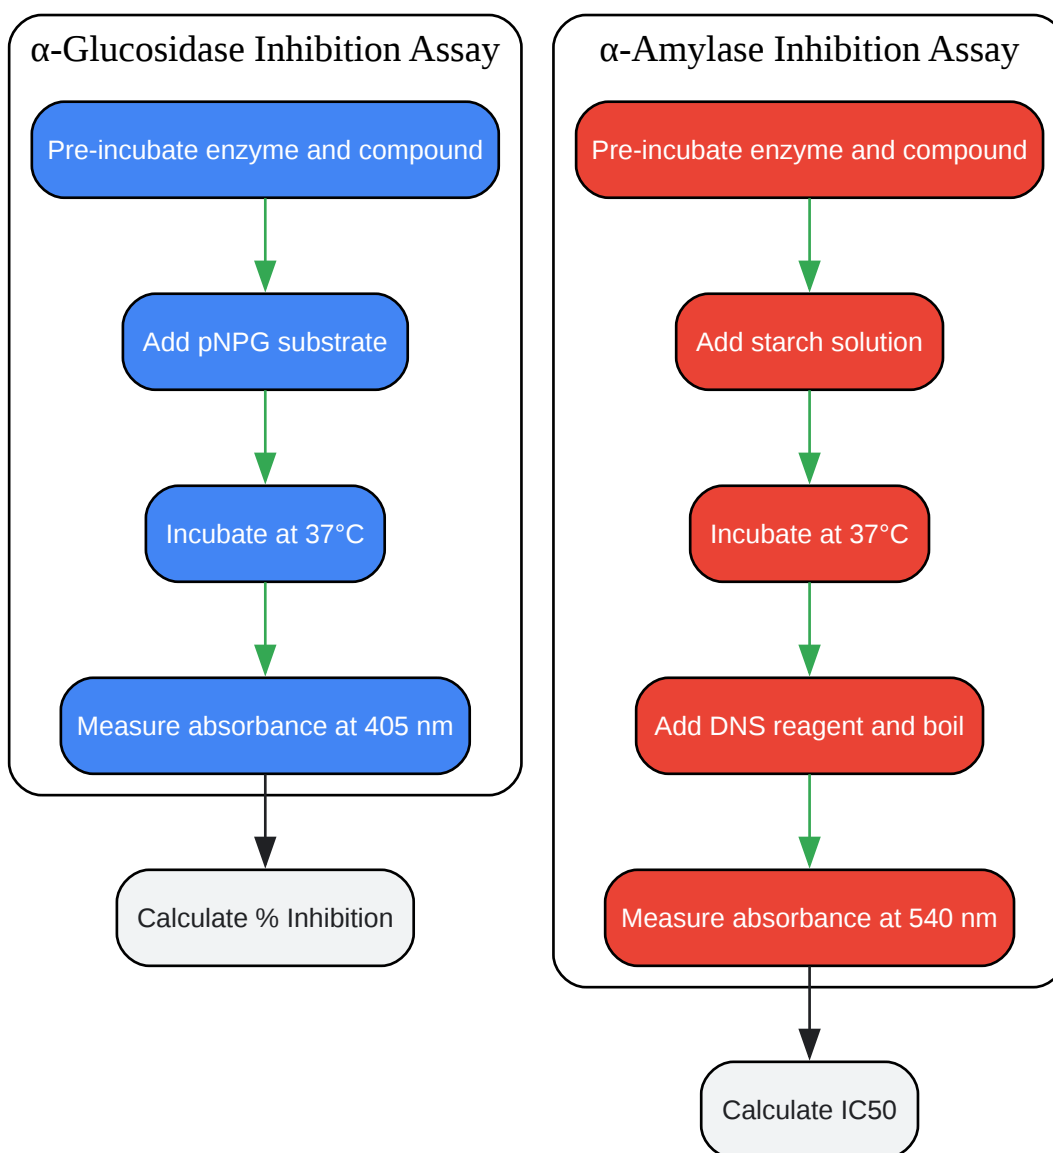 α-Glucosidase Inhibition Assay
Pre-incubate enzyme and compound
Add pNPG substrate
Incubate at 37°C
Measure absorbance at 405 nm
Calculate % Inhibition
α-Amylase Inhibition Assay
Pre-incubate enzyme and compound
Add starch solution
Incubate at 37°C
Add DNS reagent and boil
Measure absorbance at 540 nm
Calculate IC50